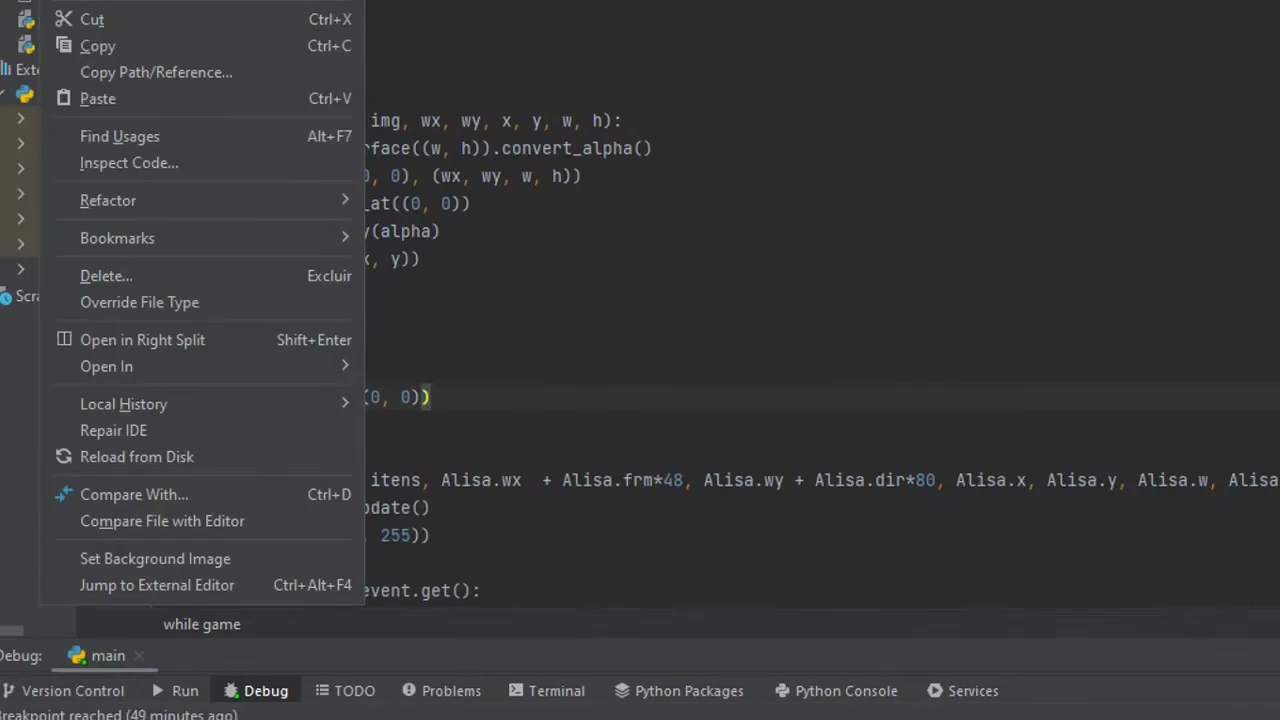 Cut Ctrl+X
Copy Ctrl+C
Copy Path/Reference...
Paste Ctrl+V
Find Usages Alt+F7
Inspect Code...
Refactor
Bookmarks
Delete... Excluir
Override File Type
Open in Right Split Shift+Enter
Open In
Local History
Repair IDE
Reload from Disk
Compare With... Ctrl+D
Compare File with Editor
Set Background Image
Jump to External Editor Ctrl+Alt+F4
Exte
Scra
img, wx, wy, x, y, w, h):
rface((w, h)).convert_alpha()
0, 0), (wx, wy, w, h))
_at((0, 0))
y(alpha)
x, y))
(0, 0))
itens, Alisa.wx + Alisa.frm*48, Alisa.wy + Alisa.dir*80, Alisa.x, Alisa.y, Alisa.w, Alisa
pdate()
, 255))
event.get():
while game
Debug: main
Version Control Run Debug TODO Problems Terminal Python Packages Python Console Services
Breakpoint reached (49 minutes ago)